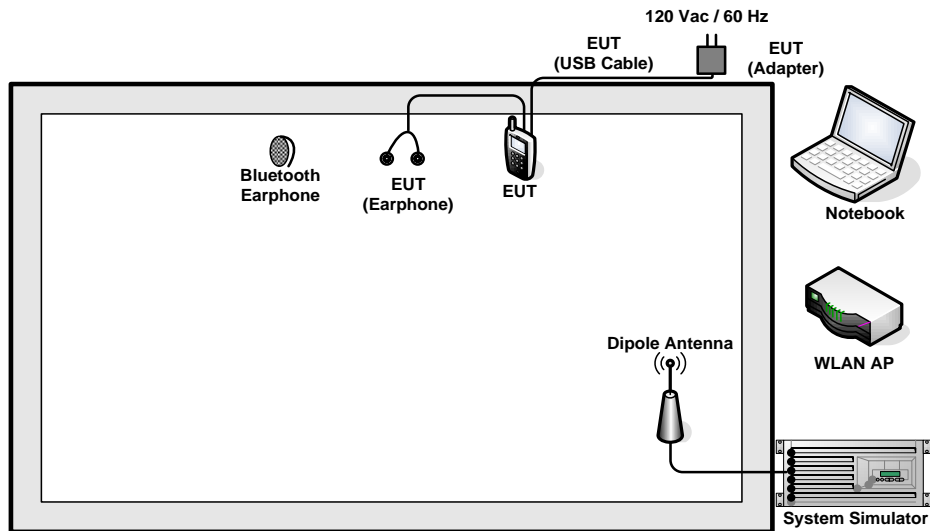 120 Vac / 60 Hz
EUT
(USB Cable)
EUT
(Adapter)
Bluetooth
Earphone
EUT
(Earphone)
EUT
Notebook
Dipole Antenna
WLAN AP
System Simulator